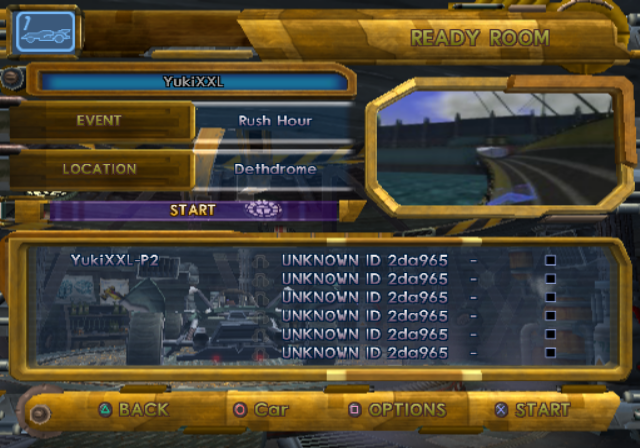 1
READY ROOM
YukiXXL
EVENT Rush Hour
LOCATION Dethdrome
START
YukiXXL-P2 UNKNOWN ID 2da965 -
UNKNOWN ID 2da965 -
UNKNOWN ID 2da965 -
UNKNOWN ID 2da965 -
UNKNOWN ID 2da965 -
UNKNOWN ID 2da965 -
BACK Car OPTIONS START